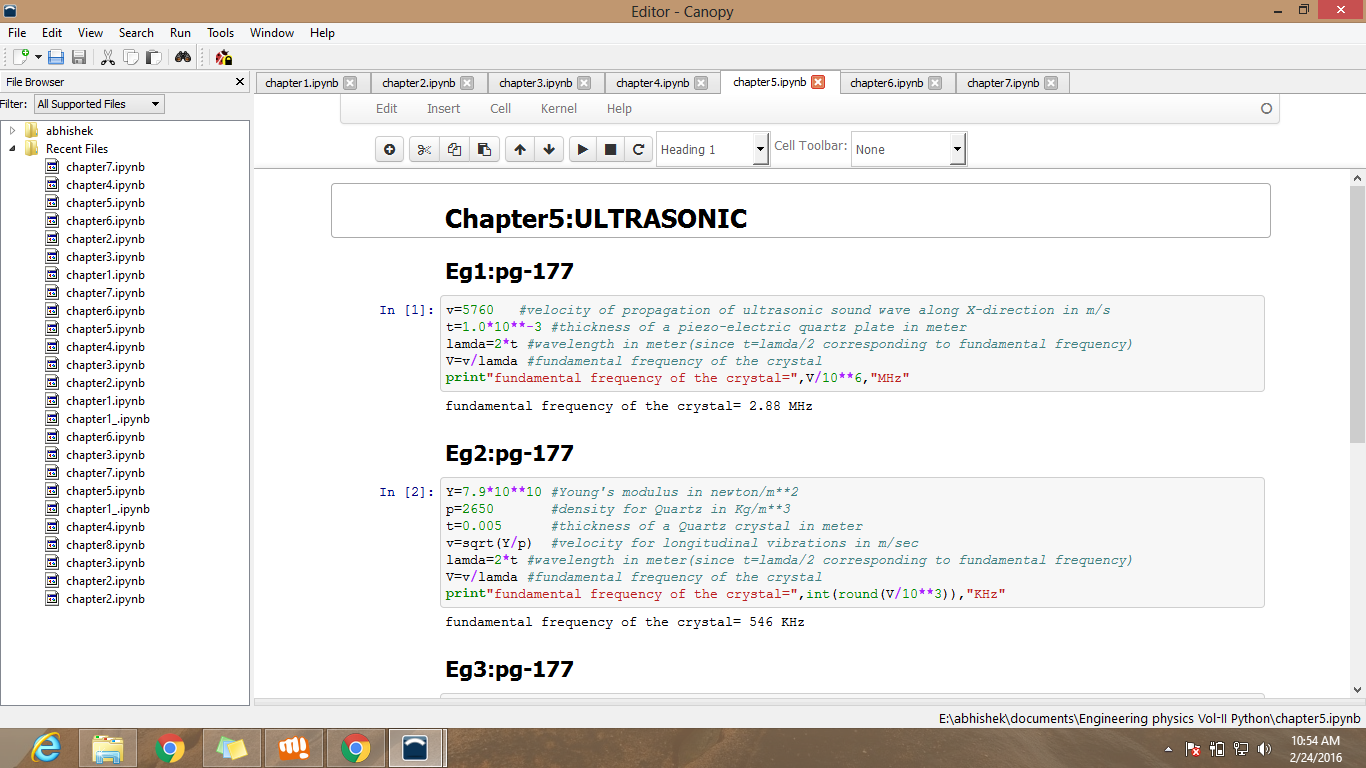 Editor - Canopy
File Edit View Search Run Tools Window Help
File Browser
Filter: All Supported Files
abhishek
Recent Files
chapter7.ipynb
chapter4.ipynb
chapter5.ipynb
chapter6.ipynb
chapter2.ipynb
chapter3.ipynb
chapter1.ipynb
chapter7.ipynb
chapter6.ipynb
chapter5.ipynb
chapter4.ipynb
chapter3.ipynb
chapter2.ipynb
chapter1.ipynb
chapter1_.ipynb
chapter6.ipynb
chapter3.ipynb
chapter7.ipynb
chapter5.ipynb
chapter1_.ipynb
chapter4.ipynb
chapter8.ipynb
chapter3.ipynb
chapter2.ipynb
chapter2.ipynb
chapter1.ipynb chapter2.ipynb chapter3.ipynb chapter4.ipynb chapter5.ipynb chapter6.ipynb chapter7.ipynb
Edit Insert Cell Kernel Help
Heading 1 Cell Toolbar: None
Chapter5:ULTRASONIC
Eg1:pg-177
In [1]: v=5760 #velocity of propagation of ultrasonic sound wave along X-direction in m/s
t=1.0*10**-3 #thickness of a piezo-electric quartz plate in meter
lamda=2*t #wavelength in meter(since t=lamda/2 corresponding to fundamental frequency)
V=v/lamda #fundamental frequency of the crystal
print"fundamental frequency of the crystal=",V/10**6,"MHz"
fundamental frequency of the crystal= 2.88 MHz
Eg2:pg-177
In [2]: Y=7.9*10**10 #Young's modulus in newton/m**2
p=2650 #density for Quartz in Kg/m**3
t=0.005 #thickness of a Quartz crystal in meter
v=sqrt(Y/p) #velocity for longitudinal vibrations in m/sec
lamda=2*t #wavelength in meter(since t=lamda/2 corresponding to fundamental frequency)
V=v/lamda #fundamental frequency of the crystal
print"fundamental frequency of the crystal=",int(round(V/10**3)),"KHz"
fundamental frequency of the crystal= 546 KHz
Eg3:pg-177
E:\abhishek\documents\Engineering physics Vol-II Python\chapter5.ipynb
10:54 AM
2/24/2016